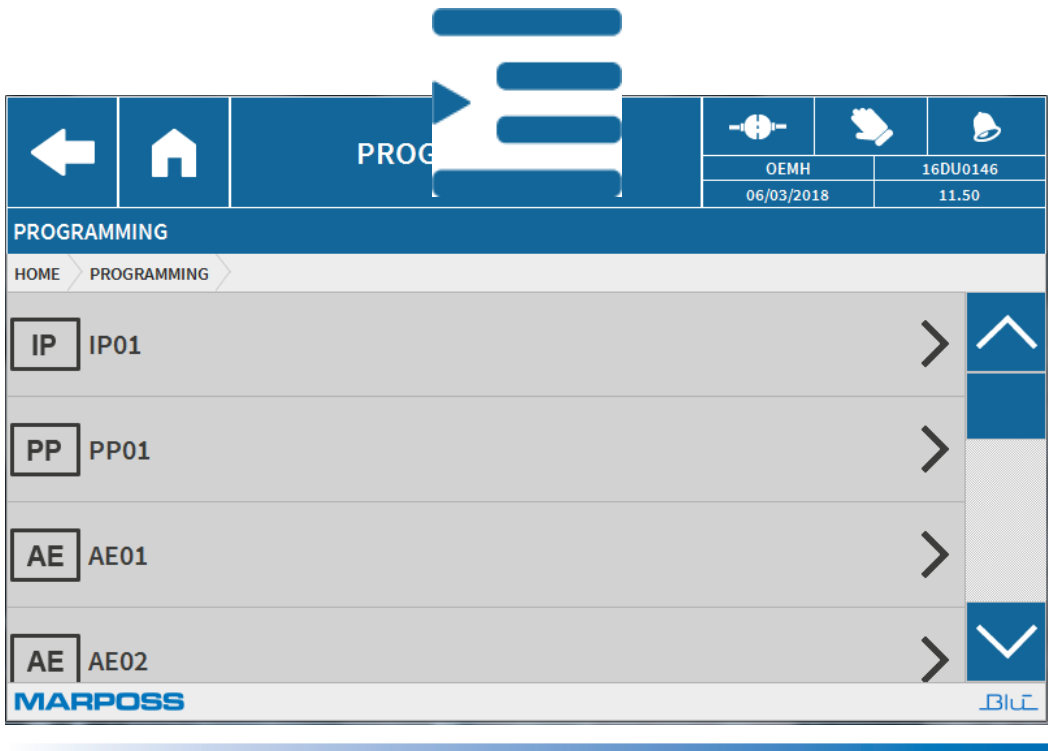 PROG
OEMH
16DU0146
06/03/2018
11.50
PROGRAMMING
HOME PROGRAMMING
IP IP01
PP PP01
AE AE01
AE AE02
MARPOSS
Blú